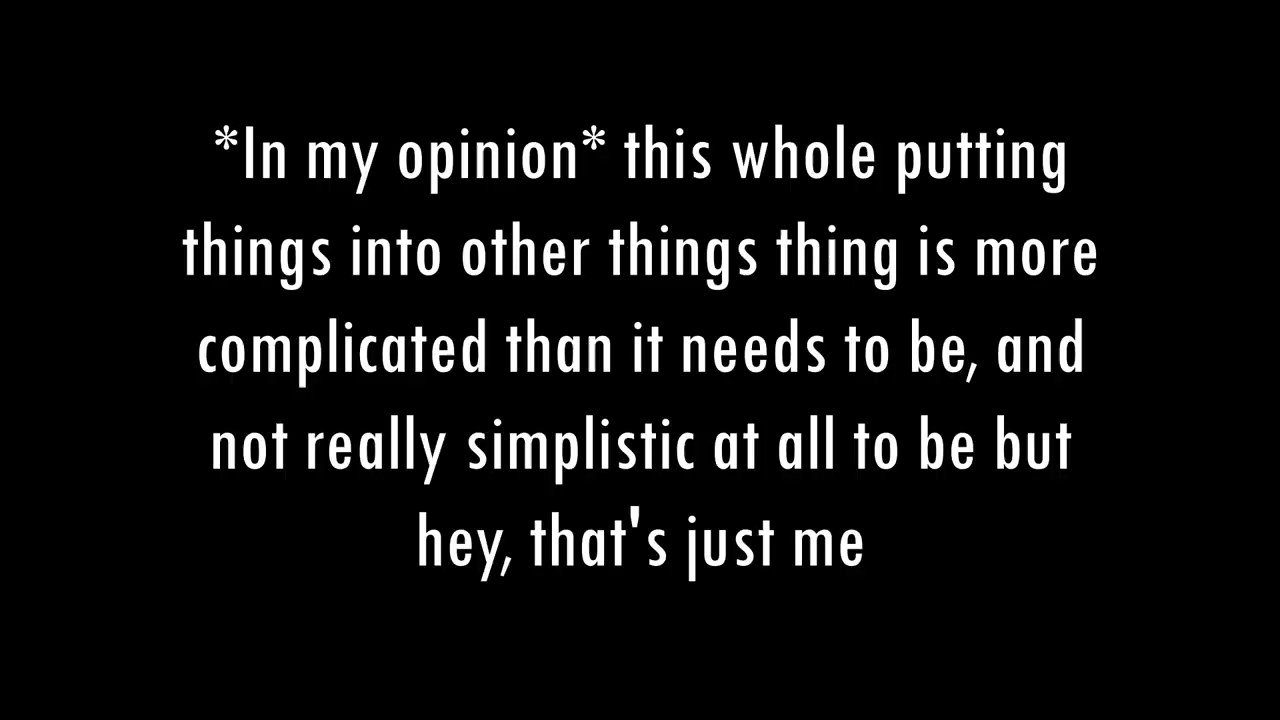 *In my opinion* this whole putting
things into other things thing is more
complicated than it needs to be, and
not really simplistic at all to be but
hey, that's just me